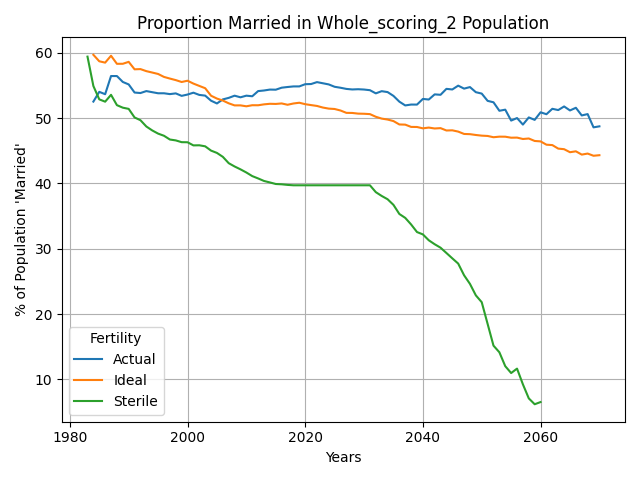 Proportion Married in Whole_scoring_2 Population
% of Population 'Married'
60
50
40
30
20
10
Fertility
Actual
Ideal
Sterile
1980 2000 2020 2040 2060
Years